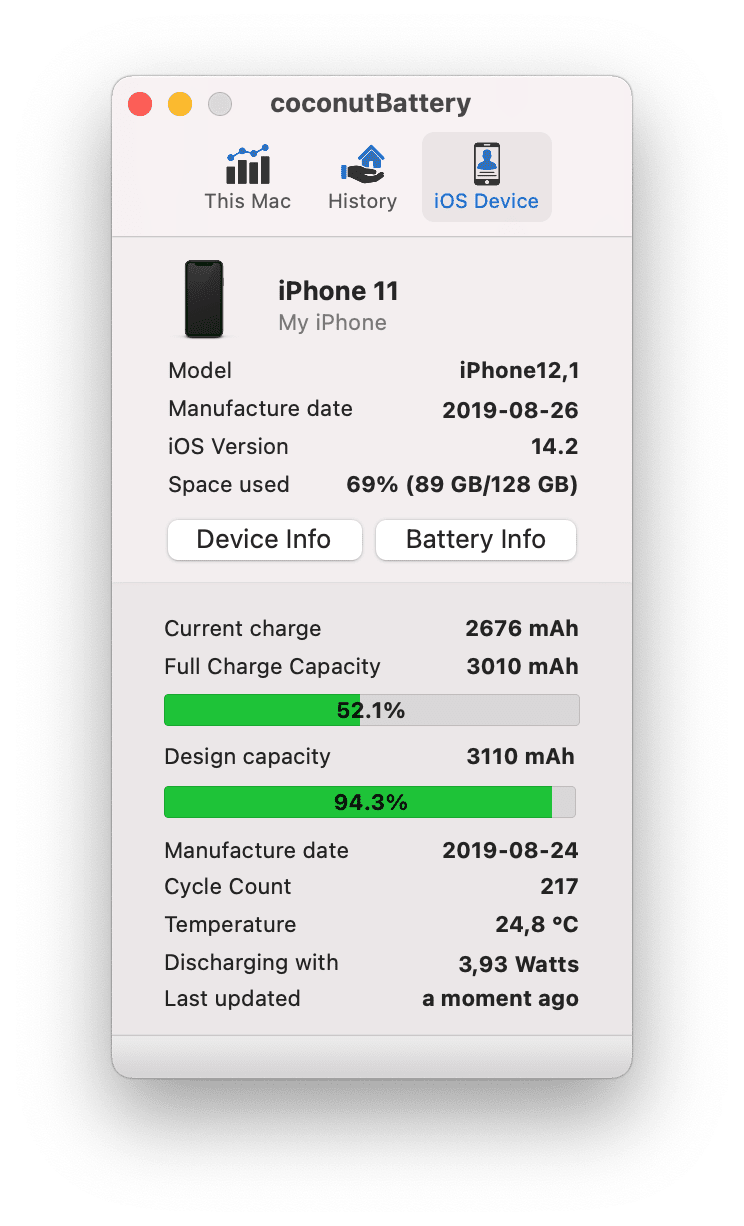 coconutBattery
This Mac History iOS Device
iPhone 11
My iPhone
Model iPhone12,1
Manufacture date 2019-08-26
iOS Version 14.2
Space used 69% (89 GB/128 GB)
Device Info Battery Info
Current charge 2676 mAh
Full Charge Capacity 3010 mAh
52.1%
Design capacity 3110 mAh
94.3%
Manufacture date 2019-08-24
Cycle Count 217
Temperature 24,8 °C
Discharging with 3,93 Watts
Last updated a moment ago